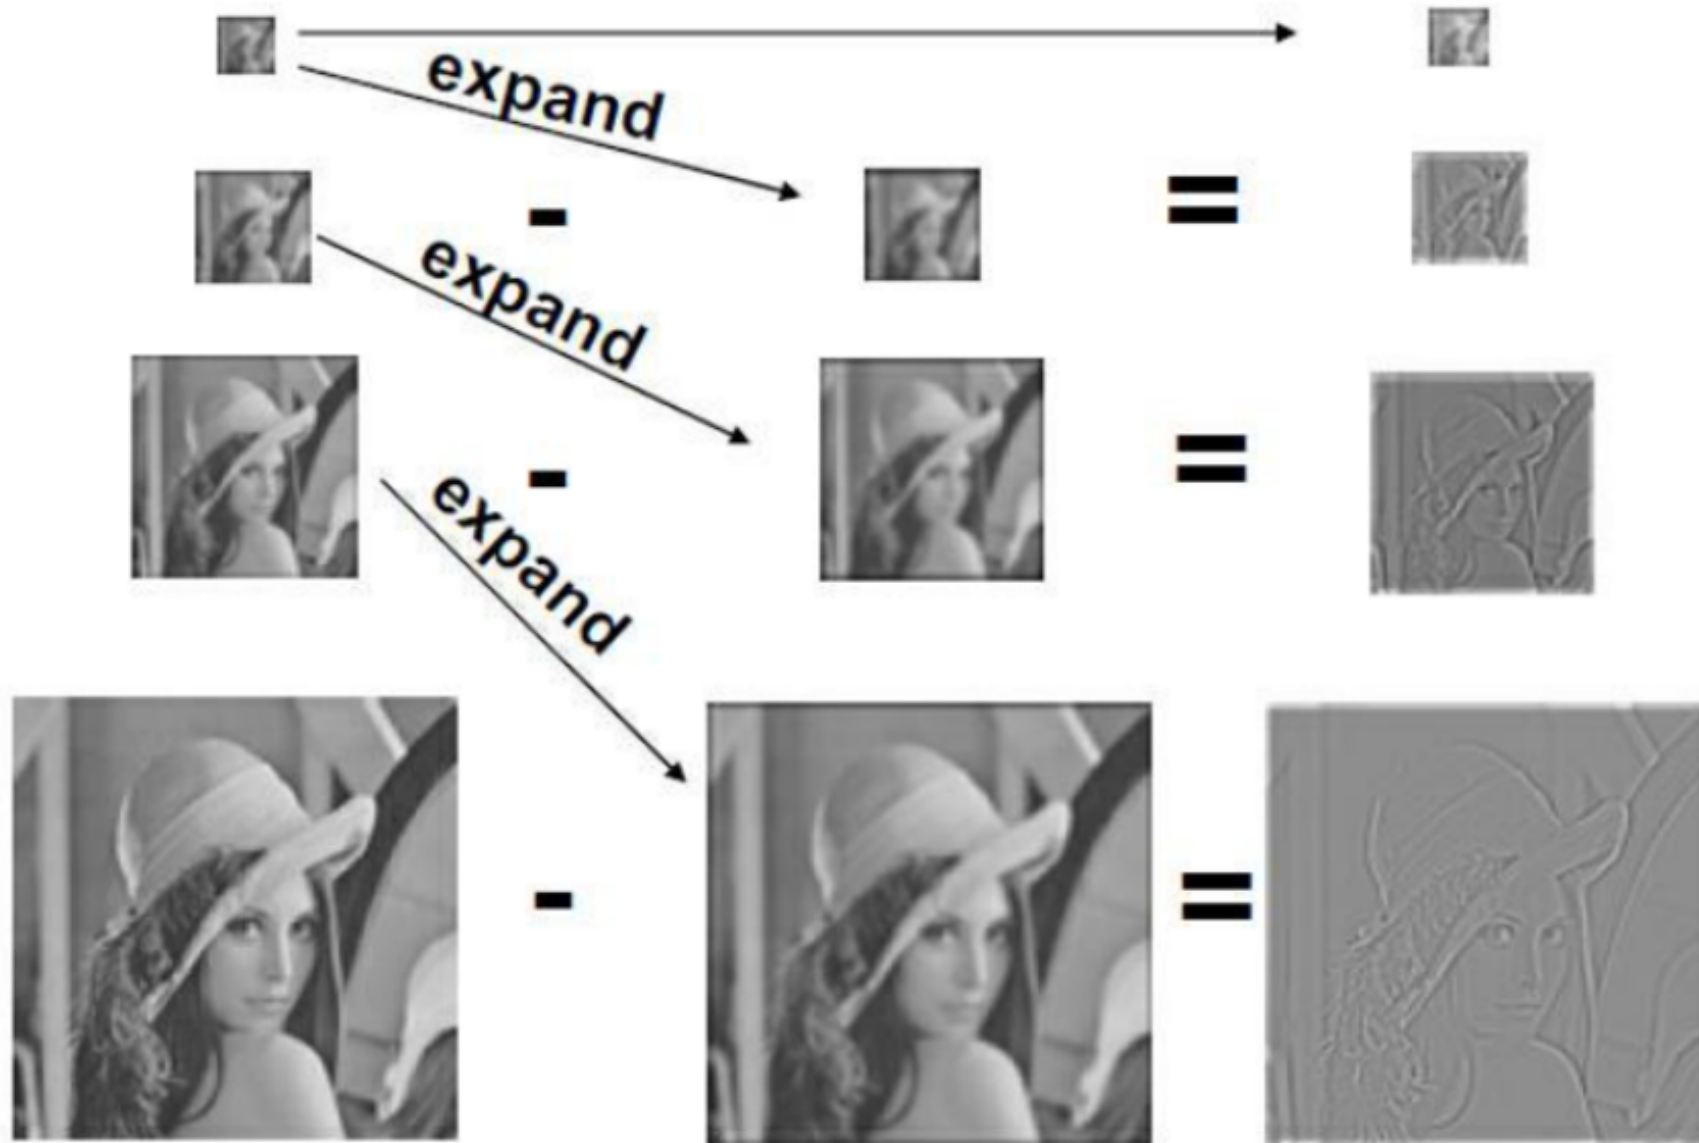 expand
-
=
expand
-
=
expand
-
=